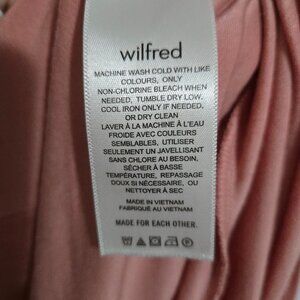 wilfred
MACHINE WASH COLD WITH LIKE
COLOURS, ONLY
NON-CHLORINE BLEACH WHEN
NEEDED, TUMBLE DRY LOW,
COOL IRON ONLY IF NEEDED,
OR DRY CLEAN
LAVER À LA MACHINE À L'EAU
FROIDE AVEC COULEURS
SEMBLABLES, UTILISER
SEULEMENT UN JAVELLISANT
SANS CHLORE AU BESOIN.
SÉCHER À BASSE
TEMPÉRATURE, REPASSAGE
DOUX SI NÉCESSAIRE, OU
NETTOYER À SEC
MADE IN VIETNAM
FABRIQUÉ AU VIETNAM
MADE FOR EACH OTHER.